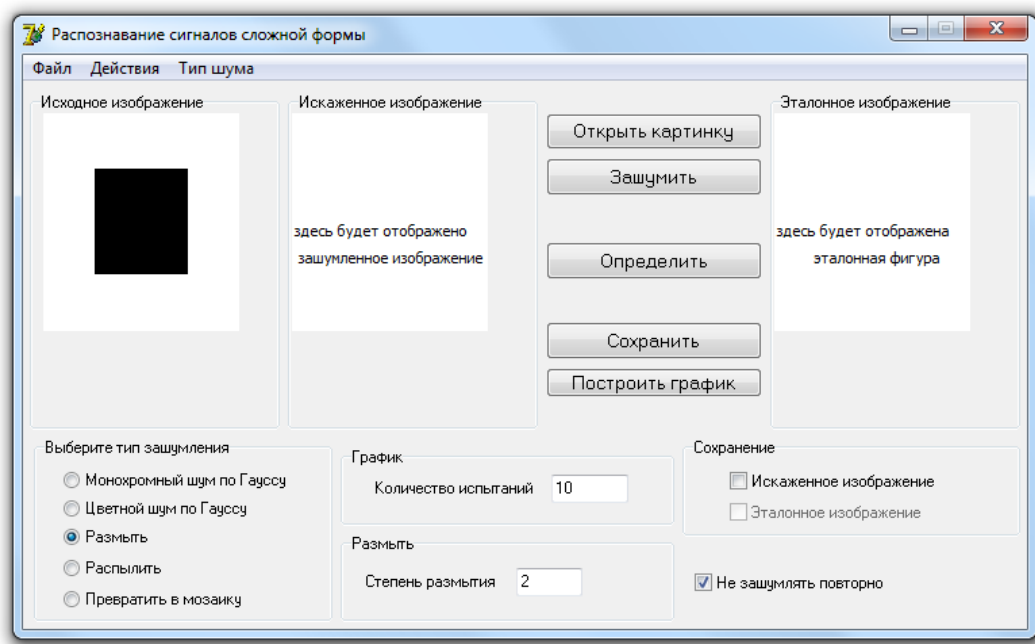 Распознавание сигналов сложной формы
Файл Действия Тип шума
Исходное изображение
Искаженное изображение
здесь будет отображено
зашумленное изображение
Открыть картинку
Зашумить
Определить
Сохранить
Построить график
Эталонное изображение
здесь будет отображена
эталонная фигура
Выберите тип зашумления
Монохромный шум по Гауссу
Цветной шум по Гауссу
Размыть
Распылить
Превратить в мозаику
График
Количество испытаний 10
Размыть
Степень размытия 2
Сохранение
Искаженное изображение
Эталонное изображение
Не зашумлять повторно